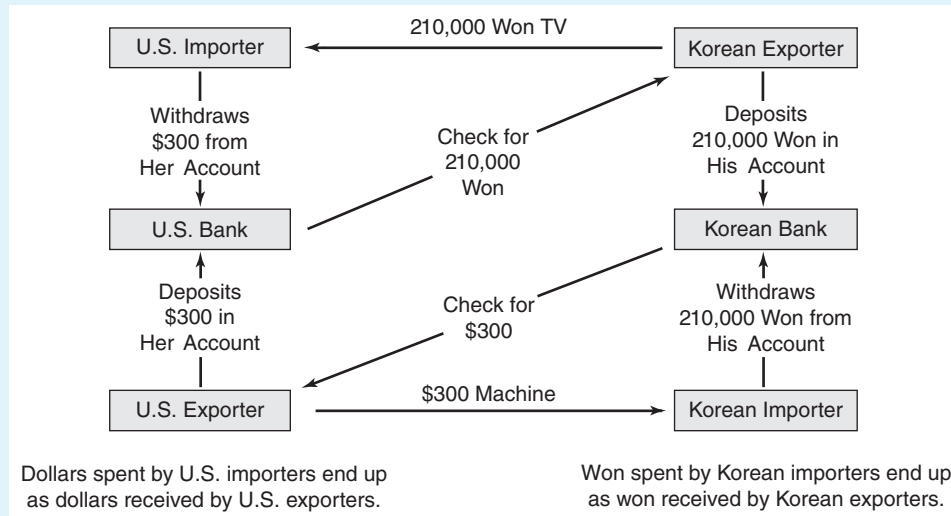 210,000 Won TV
U.S. Importer
Korean Exporter
Withdraws
$300 from
Her Account
Check for
210,000
Won
Deposits
210,000 Won in
His Account
U.S. Bank
Korean Bank
Deposits
$300 in
Her Account
Check for
$300
Withdraws
210,000 Won from
His Account
U.S. Exporter
$300 Machine
Korean Importer
Dollars spent by U.S. importers end up
as dollars received by U.S. exporters.
Won spent by Korean importers end up
as won received by Korean exporters.